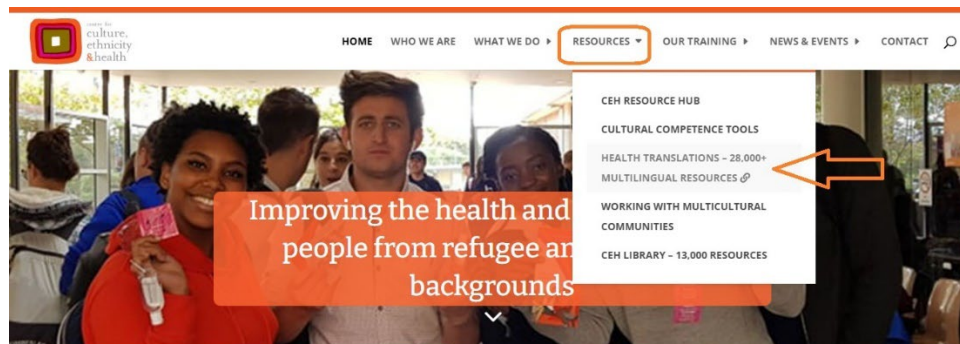 centre for
culture,
ethnicity
&health
HOME WHO WE ARE WHAT WE DO RESOURCES OUR TRAINING NEWS & EVENTS CONTACT
CEH RESOURCE HUB
CULTURAL COMPETENCE TOOLS
HEALTH TRANSLATIONS – 28,000+
MULTILINGUAL RESOURCES
WORKING WITH MULTICULTURAL
COMMUNITIES
CEH LIBRARY – 13,000 RESOURCES
Improving the health and
people from refugee an
backgrounds